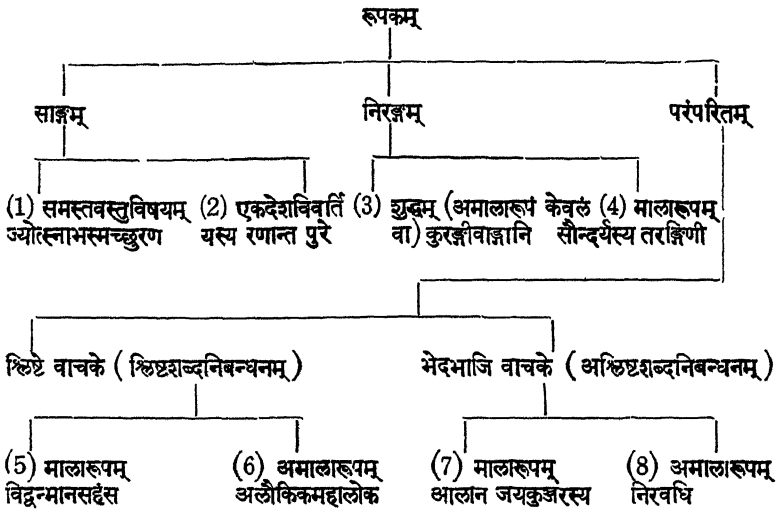 रूपकम्
साङ्गम् निरङ्गम् परंपरितम्
(1) समस्तवस्तुविषयम् (2) एकदेशविवर्ति (3) शुद्धम् (अमालारूपं केवलं (4) मालारूपम्
ज्योत्स्नाभस्मच्छुरण यस्य रणान्त पुरे वा) कुरङ्गीवाङ्गानि सौन्दर्यस्य तरङ्गिणी
श्लिष्टे वाचके (श्लिष्टशब्दनिबन्धनम्) भेदभाजि वाचके (अश्लिष्टशब्दनिबन्धनम्)
(5) मालारूपम् (6) अमालारूपम् (7) मालारूपम् (8) अमालारूपम्
विद्वन्मानसहंस अलौकिकमहालोक आलान जयकुञ्जरस्य निरवधि